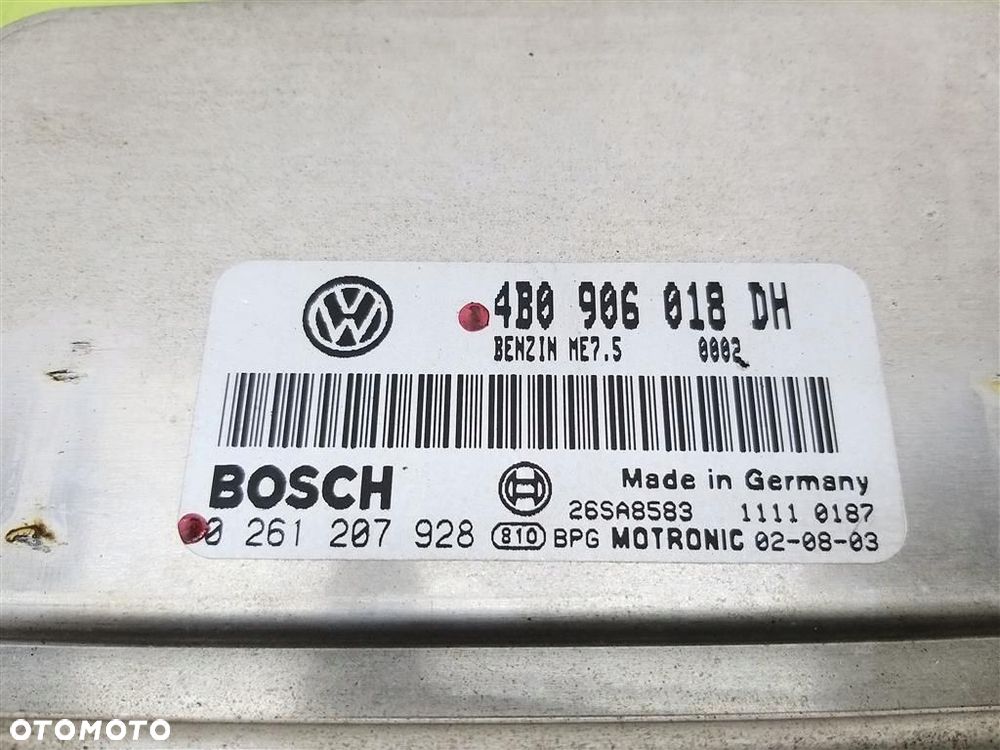 4B0 906 018 DH
BENZIN ME7.5 0002
BOSCH
Made in Germany
26SA8583 1111 0187
0 261 207 928 810 BPG MOTRONIC 02-08-03
OTOMOTO